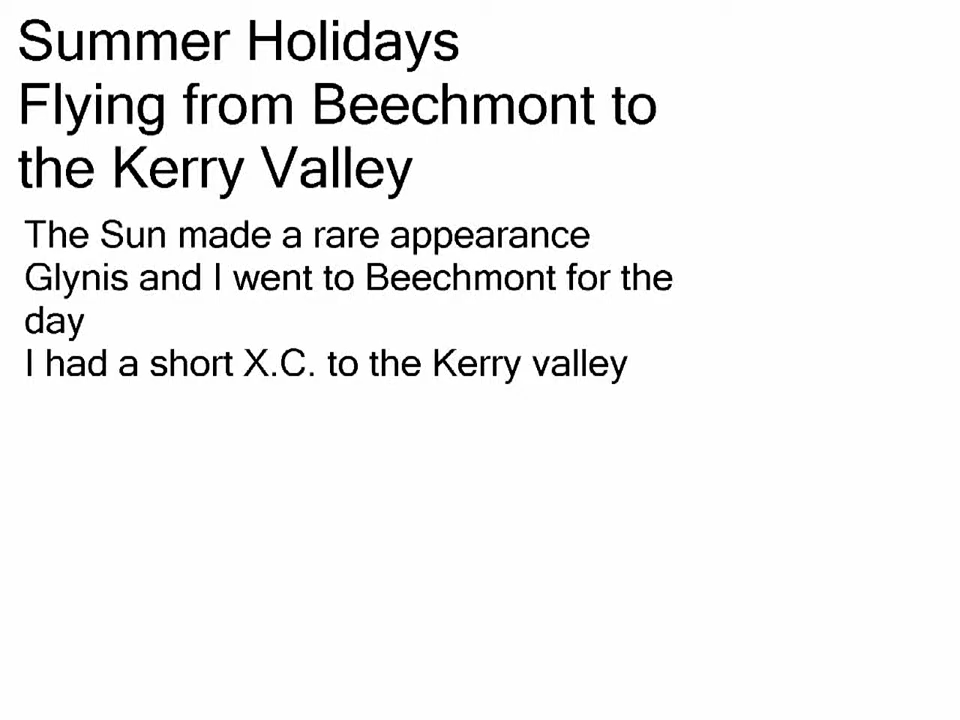 Summer Holidays
Flying from Beechmont to
the Kerry Valley
The Sun made a rare appearance
Glynis and I went to Beechmont for the
day
I had a short X.C. to the Kerry valley